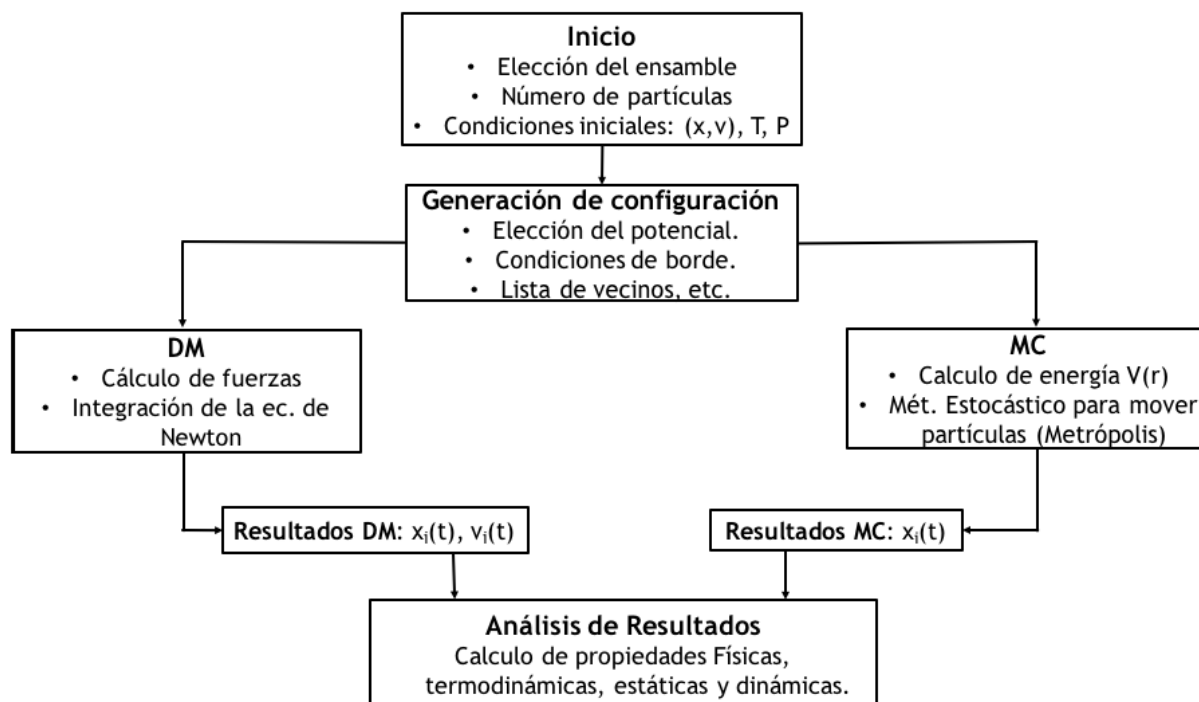 Inicio
• Elección del ensamble
• Número de partículas
• Condiciones iniciales: (x,v), T, P
Generación de configuración
• Elección del potencial.
• Condiciones de borde.
• Lista de vecinos, etc.
DM
• Cálculo de fuerzas
• Integración de la ec. de
Newton
MC
• Calculo de energía V(r)
• Mét. Estocástico para mover
partículas (Metrópolis)
Resultados DM: xᵢ(t), vᵢ(t)
Resultados MC: xᵢ(t)
Análisis de Resultados
Calculo de propiedades Físicas,
termodinámicas, estáticas y dinámicas.